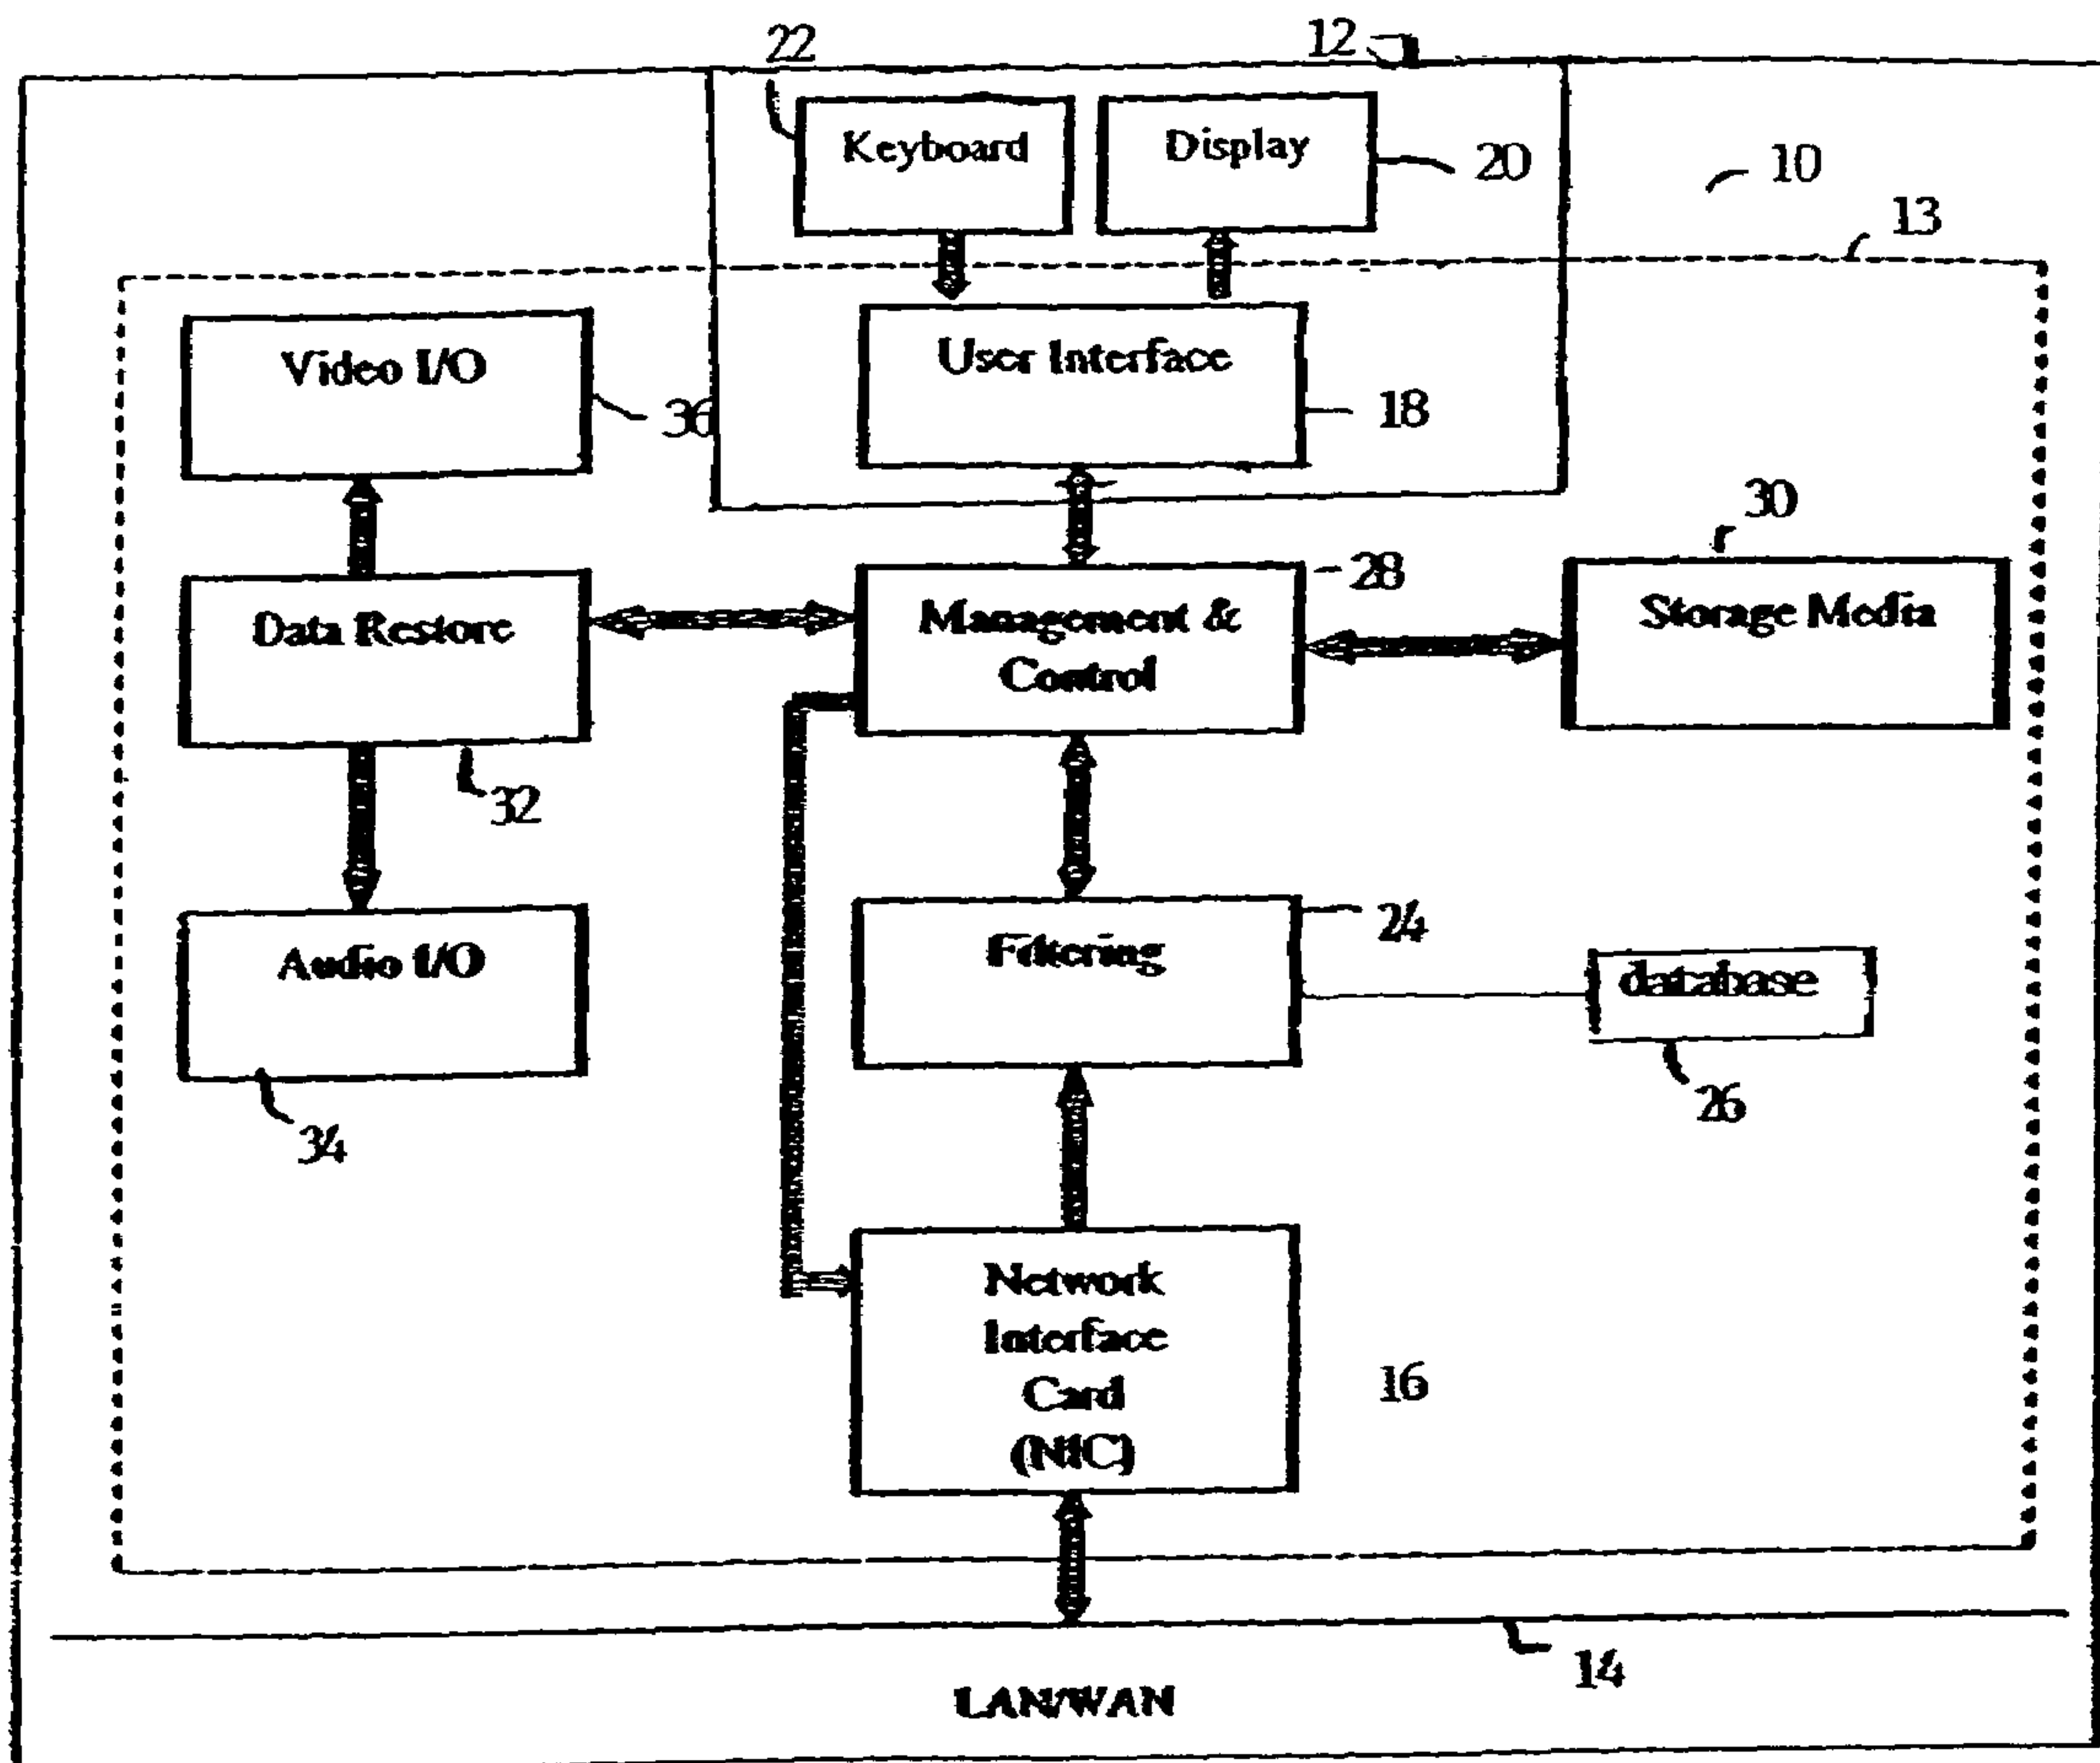 22
12
Keyboard
Display
20
10
13
Video I/O
36
User Interface
18
30
Data Restore
32
Management &
Control
28
Storage Media
Audio I/O
34
Filtering
24
database
26
Network
Interface
Card
(NIC)
16
14
LAN/WAN